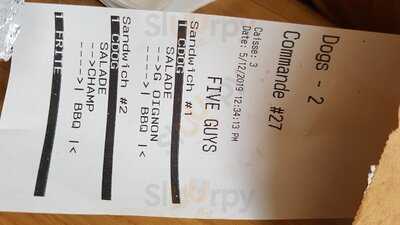 Dogs - 2
Commande #27
Caisse: 3
Date: 5/12/2019 12:34:13 PM
FIVE GUYS
Sandwich #1
1 CDOG
SALADE
-->G OIGNON
---->| BBQ |<
Sandwich #2
1 CDOG
SALADE
-->CHAMP
---->| BBQ |<
1 FRITE
Sluurpy